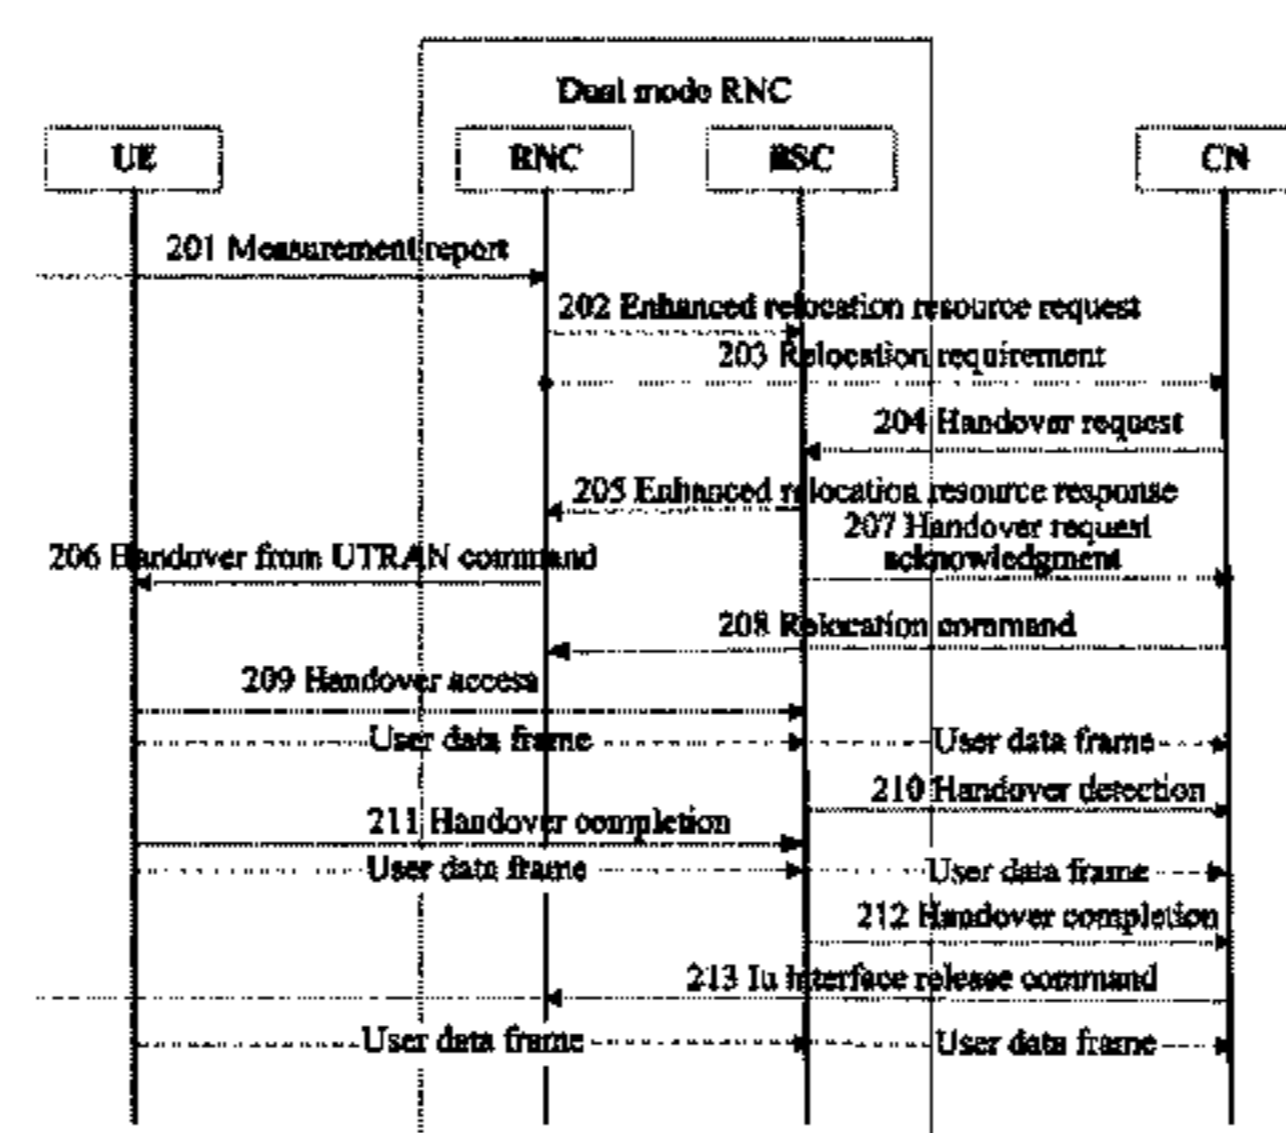 Dual mode RNC
UE
RNC
BSC
CN
201 Measurement report
202 Enhanced relocation resource request
203 Relocation requirement
204 Handover request
205 Enhanced relocation resource response
207 Handover request
acknowledgment
206 Handover from UTRAN command
208 Relocation command
209 Handover access
User data frame
User data frame
210 Handover detection
211 Handover completion
User data frame
User data frame
212 Handover completion
213 Iu interface release command
User data frame
User data frame